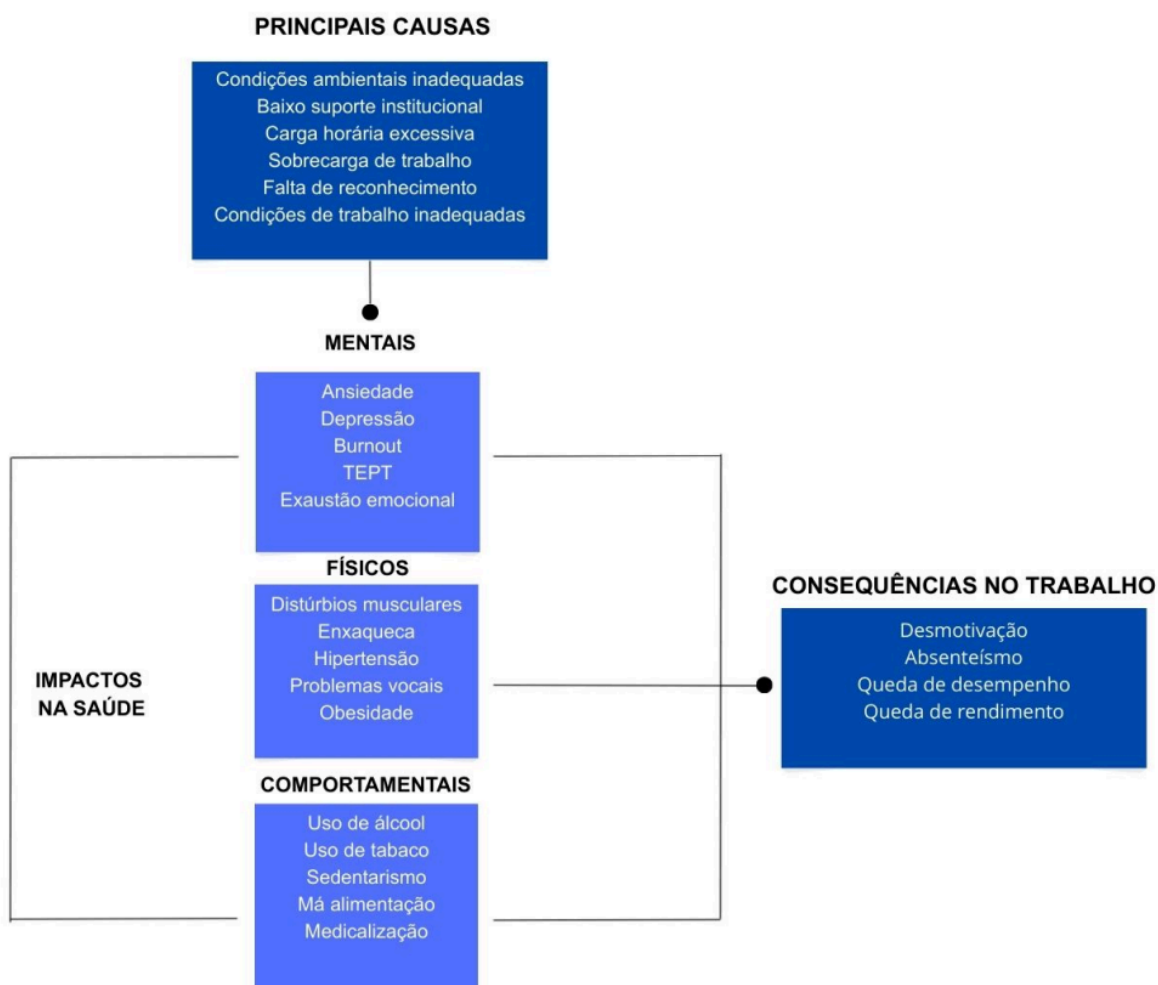 PRINCIPAIS CAUSAS
Condições ambientais inadequadas
Baixo suporte institucional
Carga horária excessiva
Sobrecarga de trabalho
Falta de reconhecimento
Condições de trabalho inadequadas
MENTAIS
Ansiedade
Depressão
Burnout
TEPT
Exaustão emocional
FÍSICOS
Distúrbios musculares
Enxaqueca
Hipertensão
Problemas vocais
Obesidade
IMPACTOS
NA SAÚDE
COMPORTAMENTAIS
Uso de álcool
Uso de tabaco
Sedentarismo
Má alimentação
Medicalização
CONSEQUÊNCIAS NO TRABALHO
Desmotivação
Absenteísmo
Queda de desempenho
Queda de rendimento